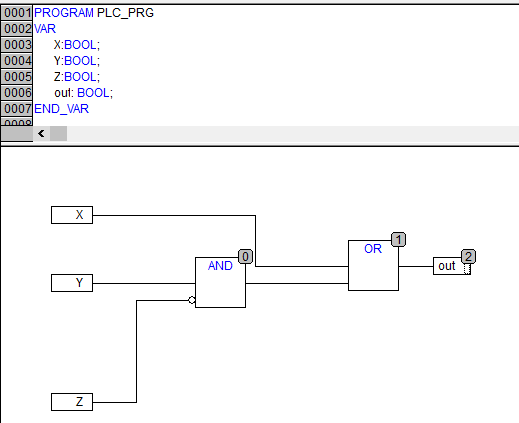 0001 PROGRAM PLC_PRG
0002 VAR
0003 X:BOOL;
0004 Y:BOOL;
0005 Z:BOOL;
0006 out: BOOL;
0007 END_VAR
0008
X
1
OR
0
AND
2
out
Y
Z